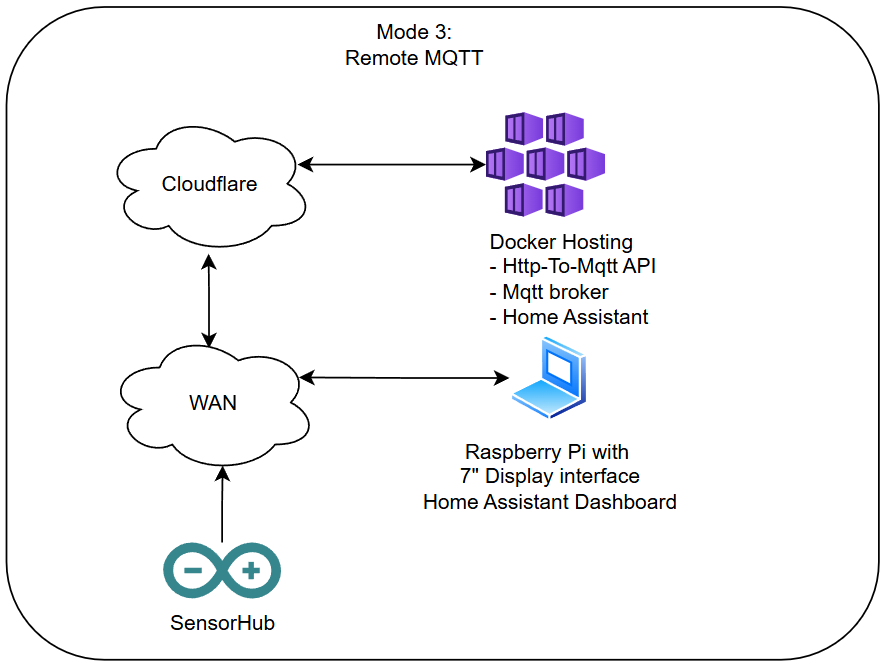 Mode 3:
Remote MQTT
Cloudflare
Docker Hosting
- Http-To-Mqtt API
- Mqtt broker
- Home Assistant
WAN
Raspberry Pi with
7" Display interface
Home Assistant Dashboard
SensorHub